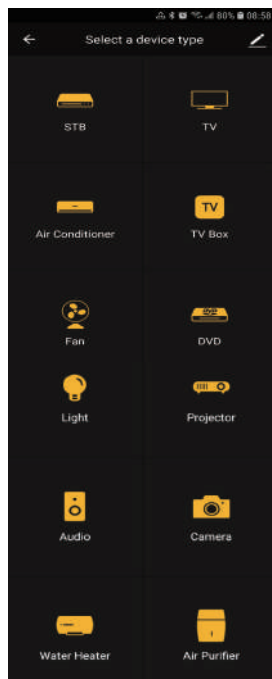 80% 08:58
Select a device type
STB TV
Air Conditioner TV Box
TV
Fan DVD
DVD
Light Projector
Audio Camera
Water Heater Air Purifier